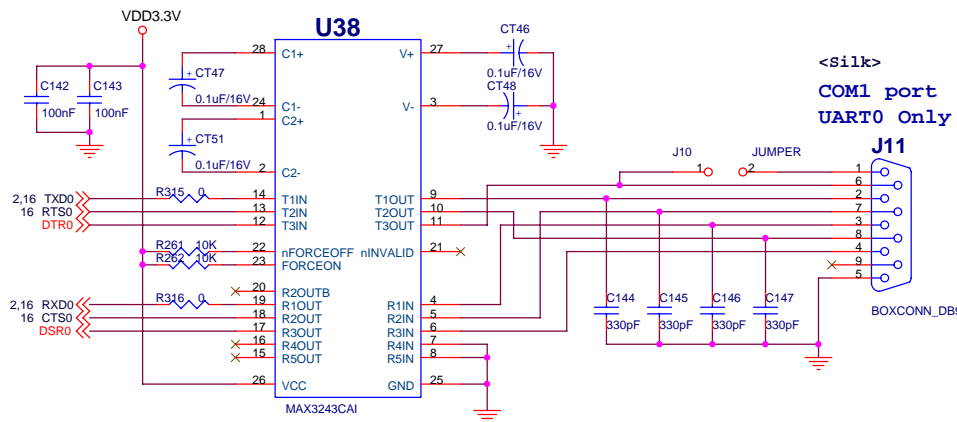 VDD3.3V
C142
100nF
C143
100nF
U38
MAX3243CAI
28 C1+
24 C1-
1 C2+
2 C2-
14 T1IN
13 T2IN
12 T3IN
22 nFORCEOFF
23 FORCEON
20 R2OUTB
19 R1OUT
18 R2OUT
17 R3OUT
16 R4OUT
15 R5OUT
26 VCC
V+ 27
V- 3
T1OUT 9
T2OUT 10
T3OUT 11
nINVALID 21
R1IN 4
R2IN 5
R3IN 6
R4IN 7
R5IN 8
GND 25
CT47
+
0.1uF/16V
CT51
+
0.1uF/16V
CT46
+
0.1uF/16V
CT48
+
0.1uF/16V
2,16 TXD0
16 RTS0
DTR0
R315 0
R261 10K
R262 10K
2,16 RXD0
16 CTS0
DSR0
R316 0
<Silk>
COM1 port
UART0 Only
J11
J10
JUMPER
1 2
1
6
2
7
3
8
4
9
5
C144
330pF
C145
330pF
C146
330pF
C147
330pF
BOXCONN_DB9